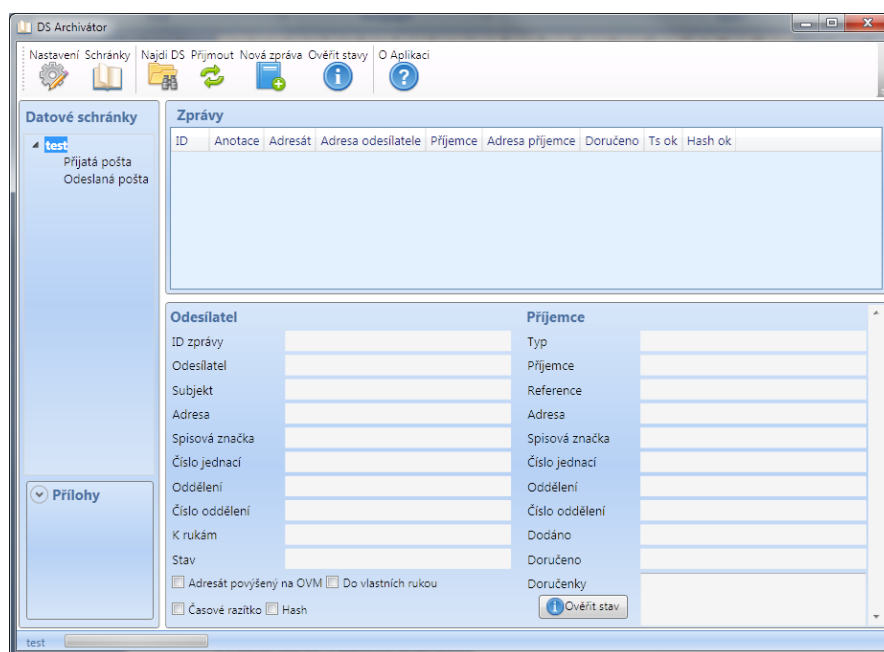 DS Archivátor
Nastavení Schránky Najdi DS Přijmout Nová zpráva Ověřit stavy O Aplikaci
Datové schránky
test
Přijatá pošta
Odeslaná pošta
Zprávy
ID Anotace Adresát Adresa odesílatele Příjemce Adresa příjemce Doručeno Ts ok Hash ok
Odesílatel Příjemce
ID zprávy Typ
Odesílatel Příjemce
Subjekt Reference
Adresa Adresa
Spisová značka Spisová značka
Číslo jednací Číslo jednací
Oddělení Oddělení
Číslo oddělení Číslo oddělení
K rukám Dodáno
Stav Doručeno
Adresát povýšený na OVM Do vlastních rukou Doručenky
Časové razítko Hash Ověřit stav
Přílohy
test